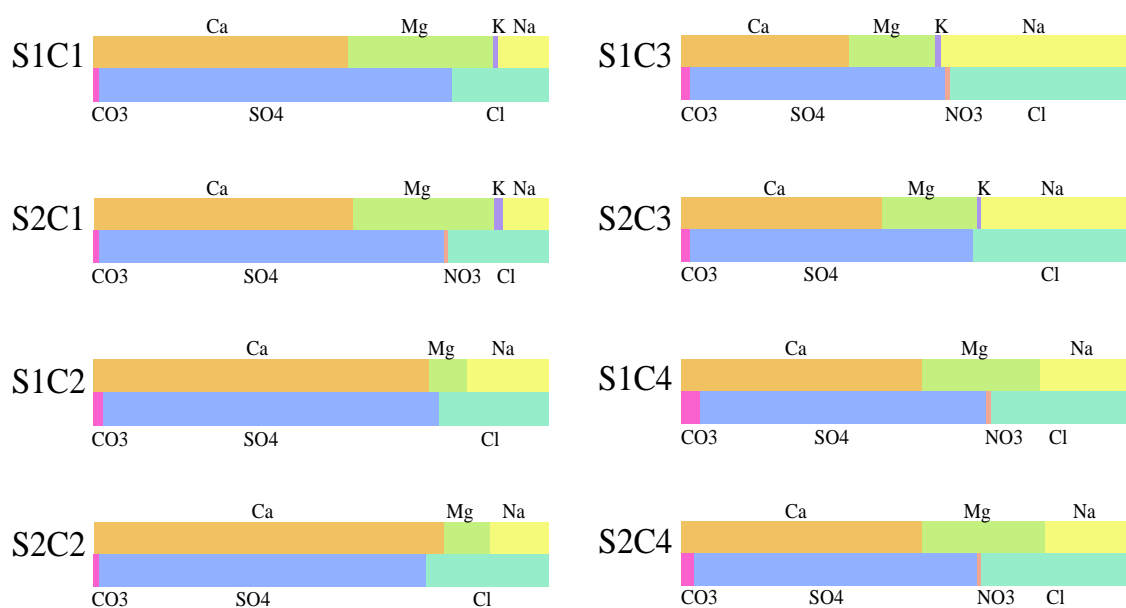 Ca Mg K Na
S1C1
CO3 SO4 Cl
Ca Mg K Na
S1C3
CO3 SO4 NO3 Cl
Ca Mg K Na
S2C1
CO3 SO4 NO3 Cl
Ca Mg K Na
S2C3
CO3 SO4 Cl
Ca Mg Na
S1C2
CO3 SO4 Cl
Ca Mg Na
S1C4
CO3 SO4 NO3 Cl
Ca Mg Na
S2C2
CO3 SO4 Cl
Ca Mg Na
S2C4
CO3 SO4 NO3 Cl